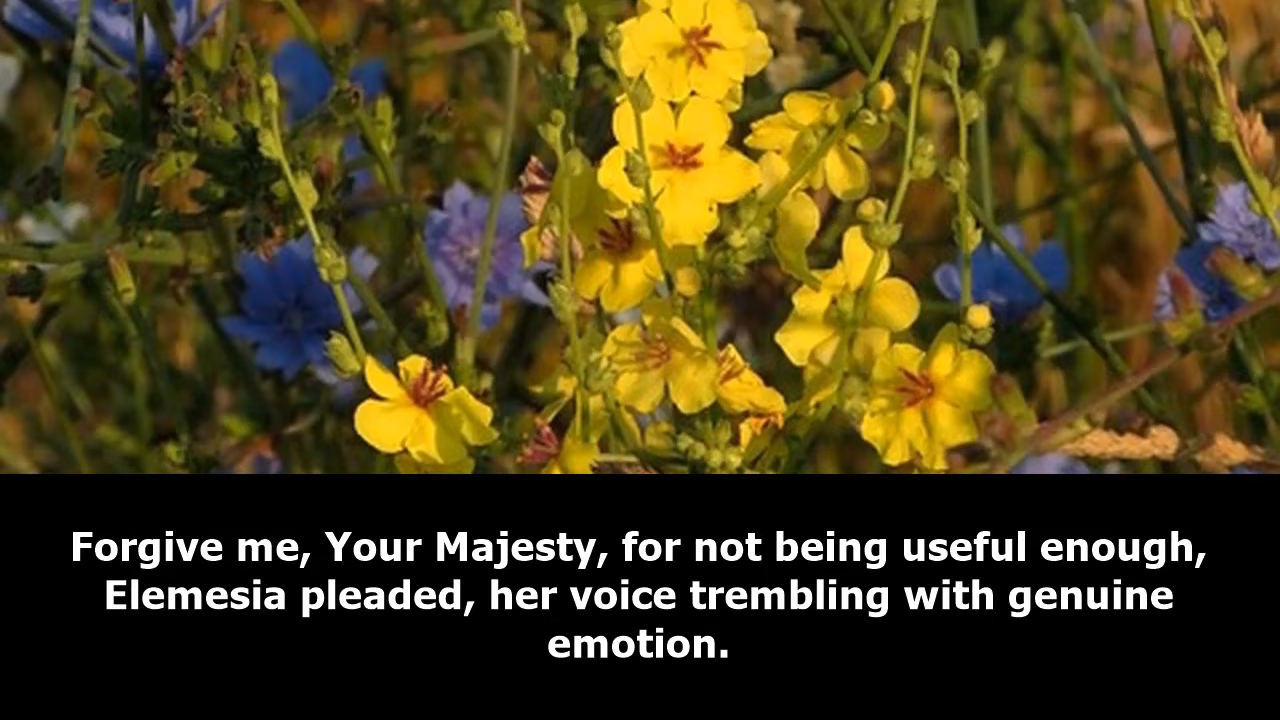 Forgive me, Your Majesty, for not being useful enough,
Elemesia pleaded, her voice trembling with genuine
emotion.